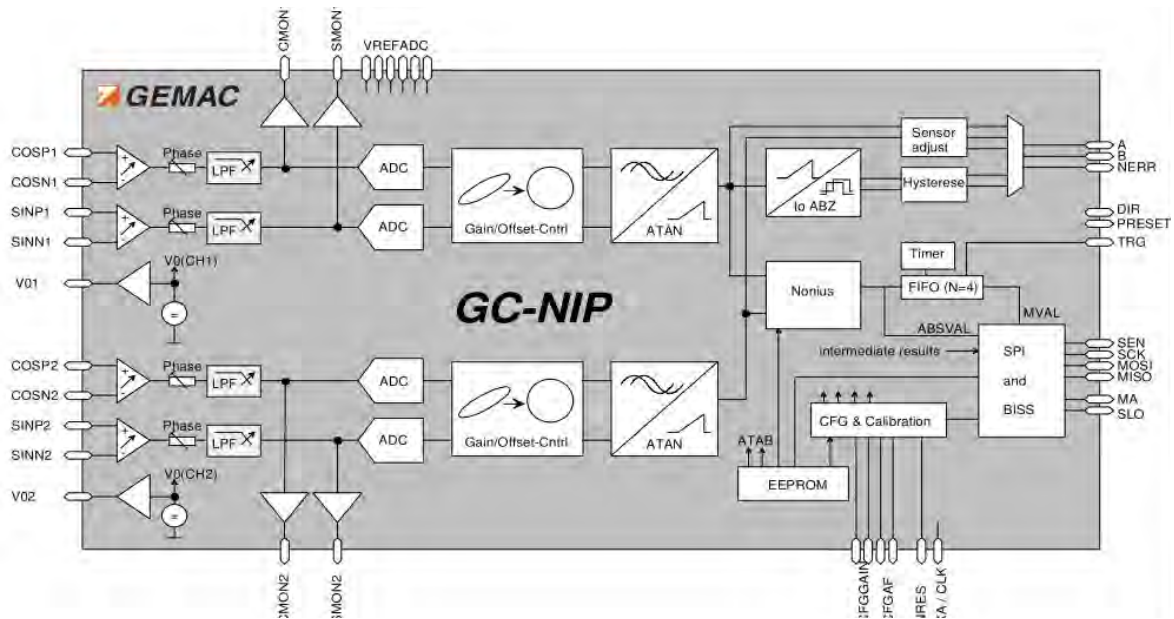 CMON1
SMON1
VREFADC
GEMAC
COSP1
COSN1
SINP1
SINN1
V01
Phase
LPF
Phase
LPF
V0(CH1)
=
ADC
ADC
Gain/Offset-Cntrl
ATAN
to ABZ
Sensor
adjust
Hysterese
A
B
NERR
DIR
PRESET
TRG
Timer
FIFO (N=4)
Nonius
MVAL
ABSVAL
GC-NIP
COSP2
COSN2
SINP2
SINN2
V02
Phase
LPF
Phase
LPF
V0(CH2)
=
ADC
ADC
Gain/Offset-Cntrl
ATAN
intermediate results
SPI
and
BISS
SEN
SCK
MOSI
MISO
MA
SLO
CFG & Calibration
ATAB
EEPROM
CMON2
SMON2
CFGGAIN
CFGAF
NRES
/ CLK